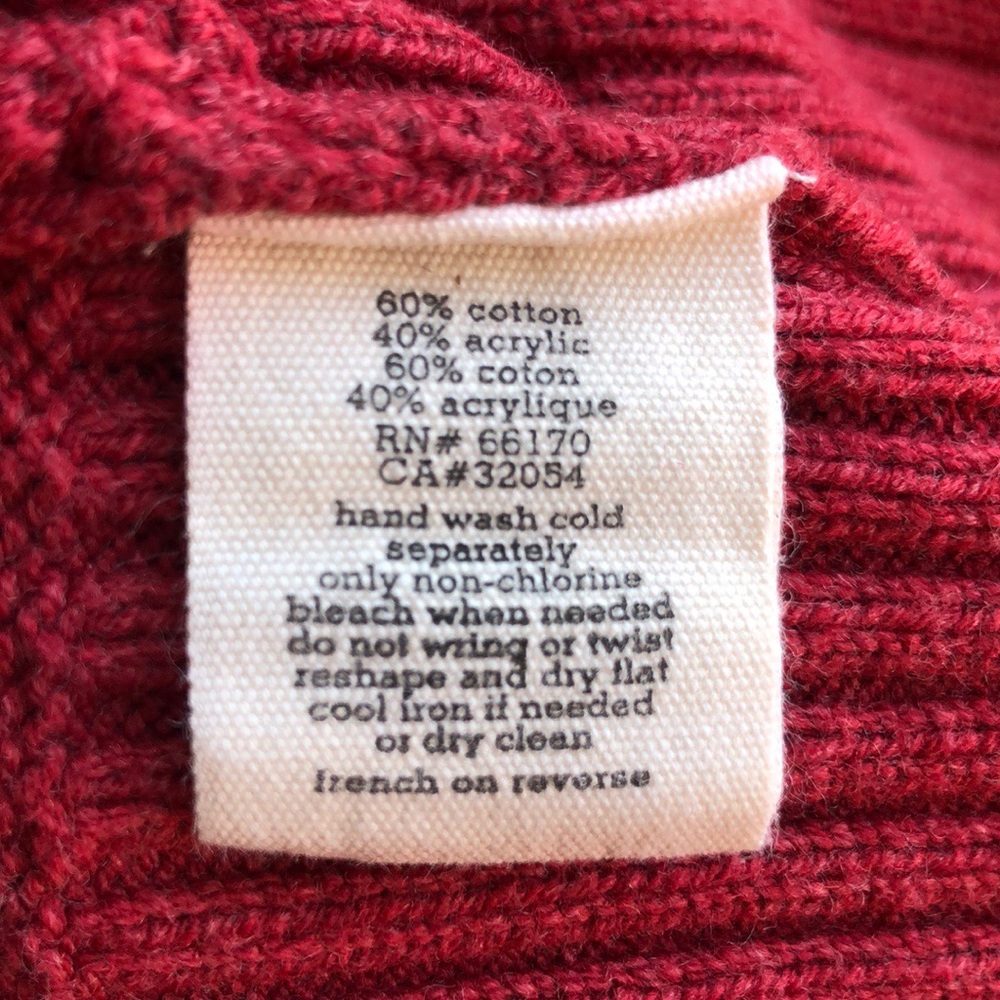 60% cotton
40% acrylic
60% coton
40% acrylique
RN# 66170
CA#32054
hand wash cold
separately
only non-chlorine
bleach when needed
do not wring or twist
reshape and dry flat
cool iron if needed
or dry clean
french on reverse